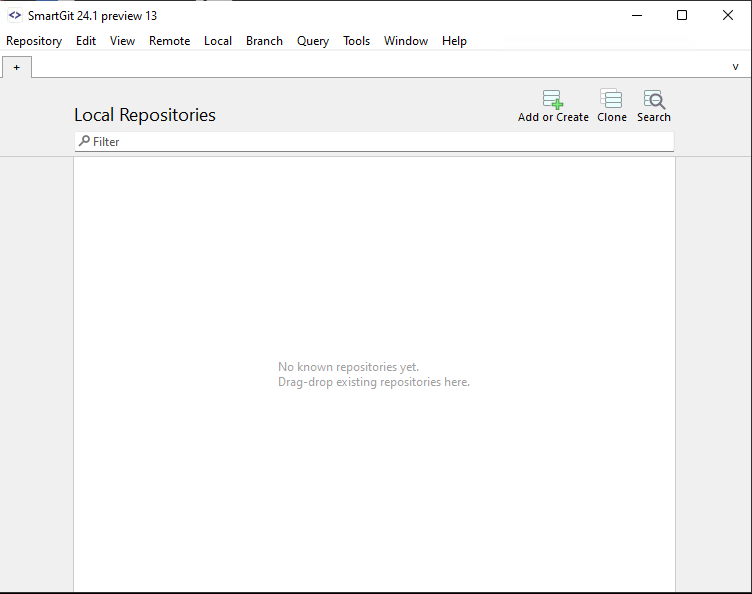 SmartGit 24.1 preview 13
Repository Edit View Remote Local Branch Query Tools Window Help
+ v
Local Repositories
Add or Create Clone Search
Filter
No known repositories yet.
Drag-drop existing repositories here.